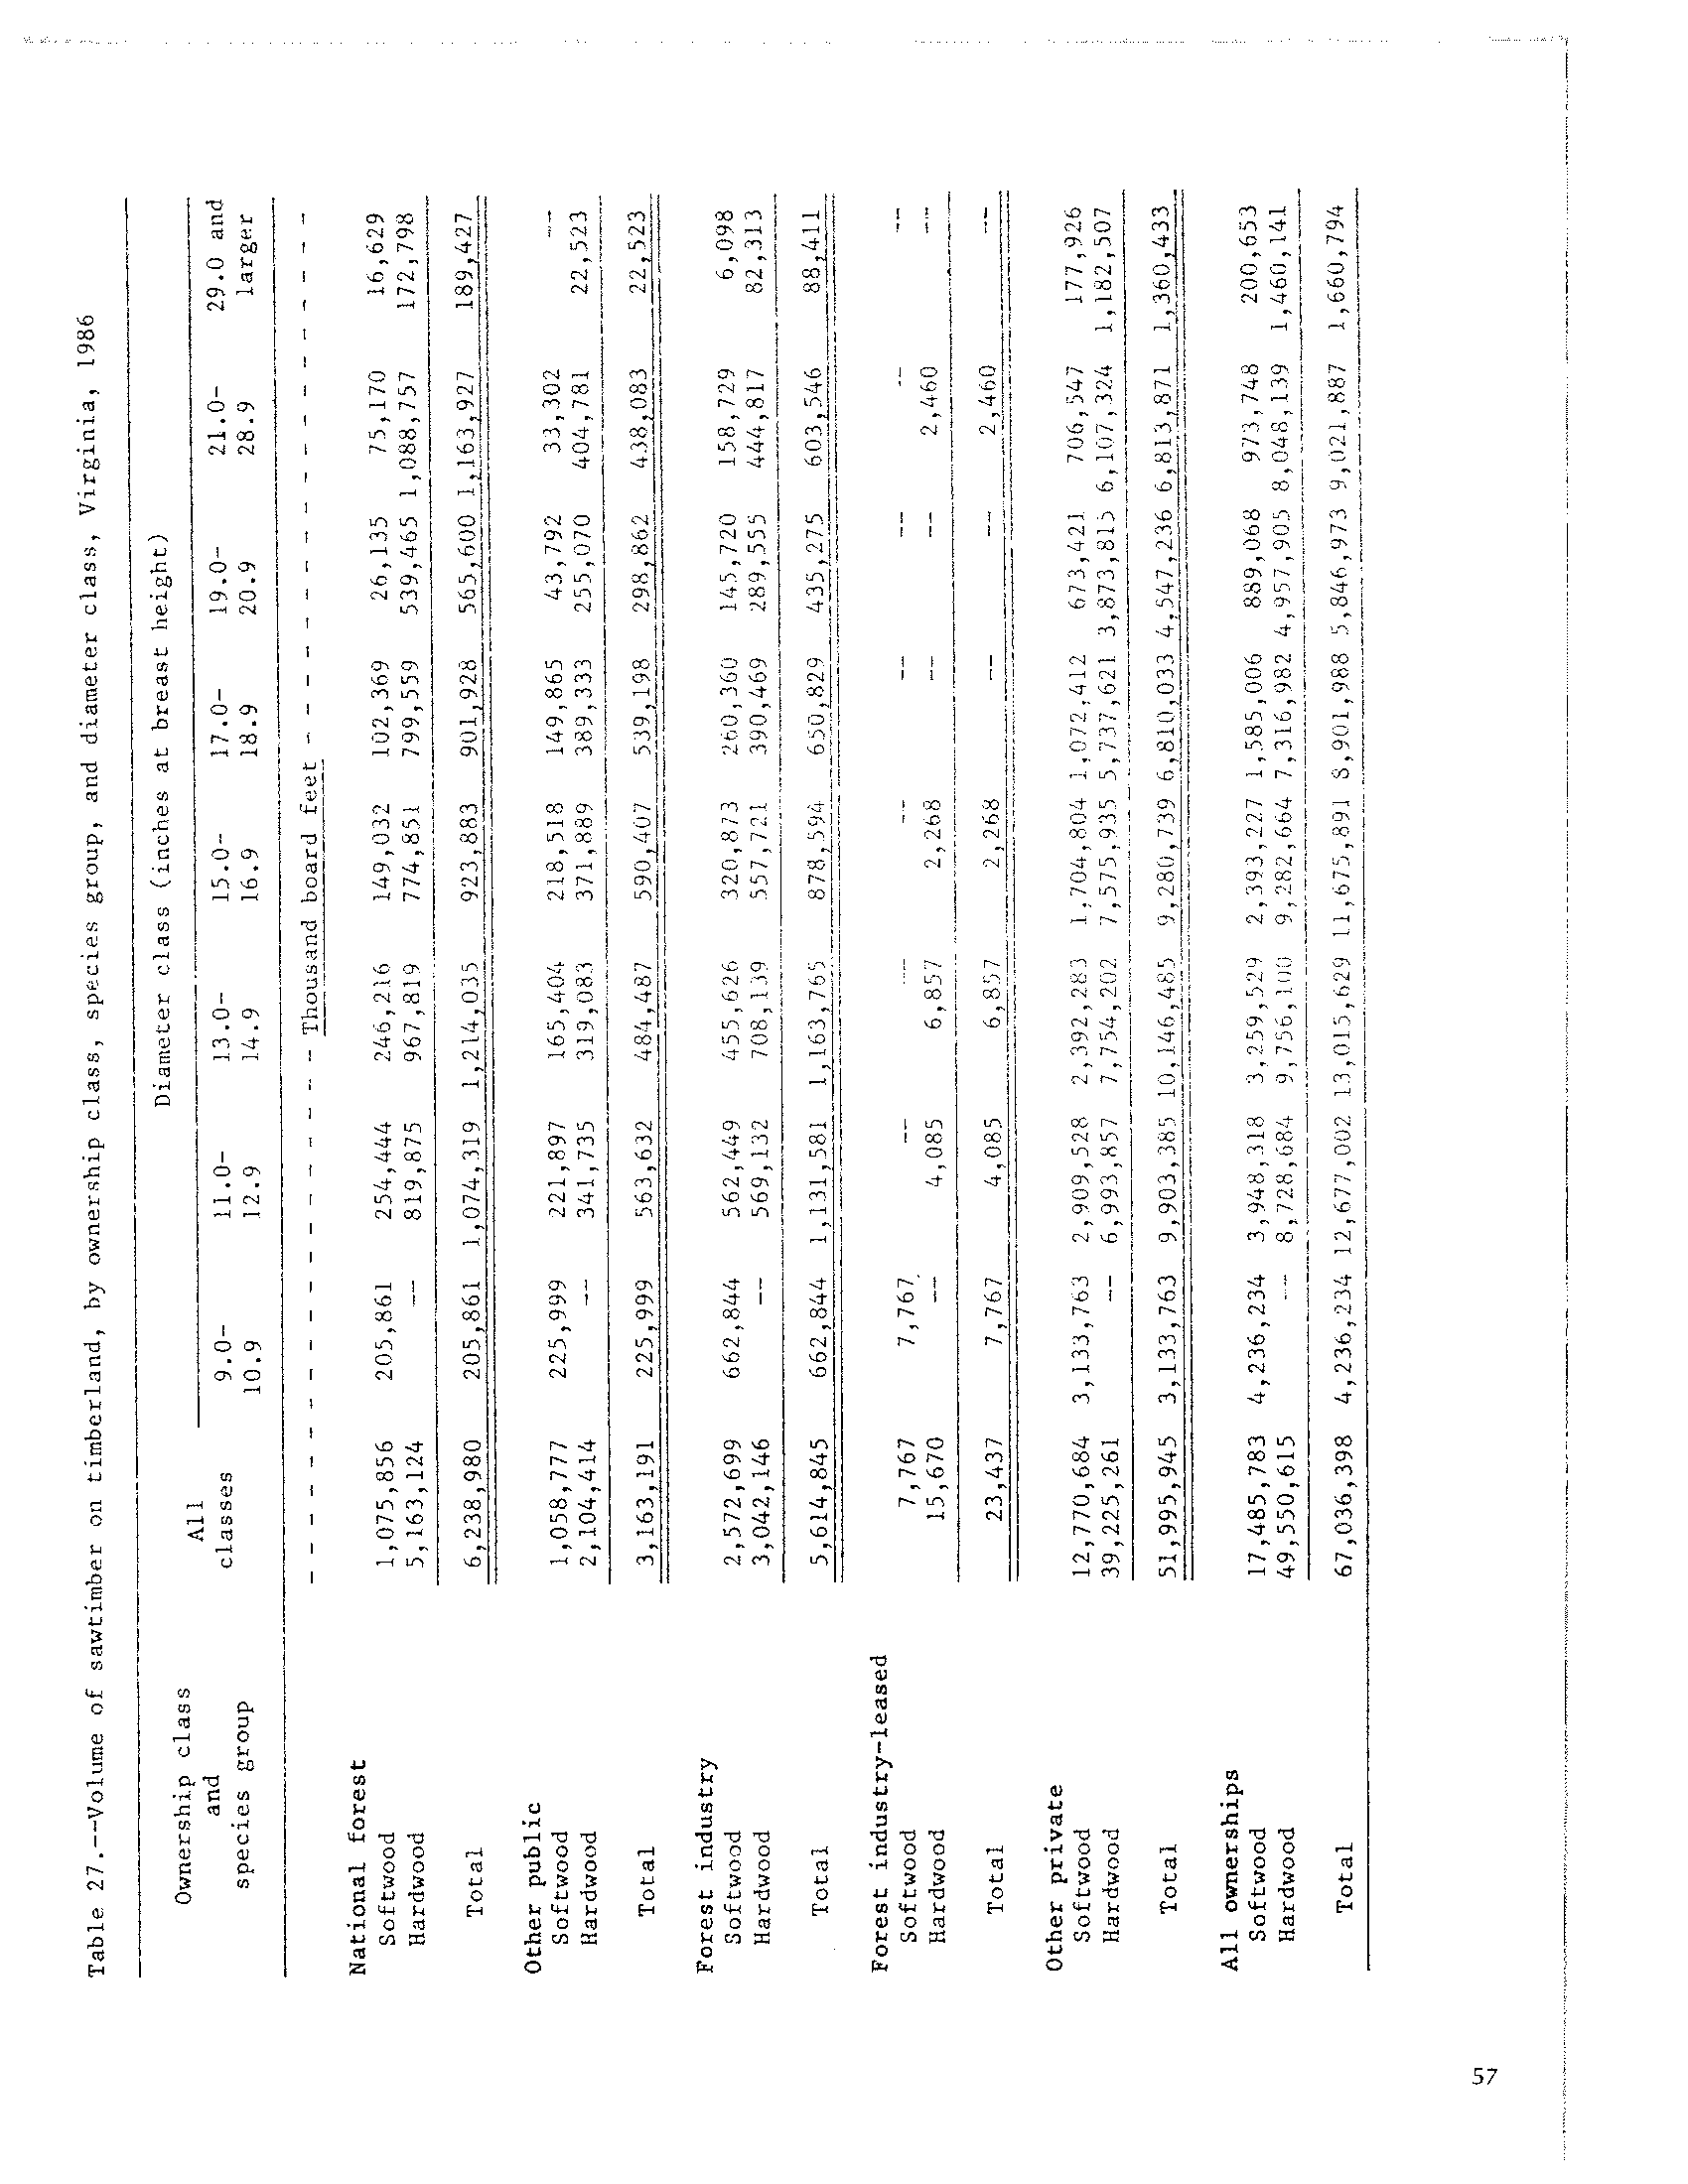 Table 27.--Volume of sawtimber on timberland, by ownership class, species group, and diameter class, Virginia, 1986
Diameter class (inches at breast height)
Ownership class and species group All classes 9.0-10.9 11.0-12.9 13.0-14.9 15.0-16.9 17.0-18.9 19.0-20.9 21.0-28.9 29.0 and larger
- - - - - - - - - - - - - - Thousand board feet - - - - - - - - - - - - - -
National forest
Softwood 1,075,856 205,861 254,444 246,216 149,032 102,369 26,135 75,170 16,629
Hardwood 5,163,124 -- 819,875 967,819 774,851 799,559 539,465 1,088,757 172,798
Total 6,238,980 205,861 1,074,319 1,214,035 923,883 901,928 565,600 1,163,927 189,427
Other public
Softwood 1,058,777 225,999 221,897 165,404 218,518 149,865 43,792 33,302 --
Hardwood 2,104,414 -- 341,735 319,083 371,889 389,333 255,070 404,781 22,523
Total 3,163,191 225,999 563,632 484,487 590,407 539,198 298,862 438,083 22,523
Forest industry
Softwood 2,572,699 662,844 562,449 455,626 320,873 260,360 145,720 158,729 6,098
Hardwood 3,042,146 -- 569,132 708,139 557,721 390,469 289,555 444,817 82,313
Total 5,614,845 662,844 1,131,581 1,163,765 878,594 650,829 435,275 603,546 88,411
Forest industry-leased
Softwood 7,767 7,767 -- -- -- -- -- -- --
Hardwood 15,670 -- 4,085 6,857 2,268 -- -- 2,460 --
Total 23,437 7,767 4,085 6,857 2,268 -- -- 2,460 --
Other private
Softwood 12,770,684 3,133,763 2,909,528 2,392,283 1,704,804 1,072,412 673,421 706,547 177,926
Hardwood 39,225,261 -- 6,993,857 7,754,202 7,575,935 5,737,621 3,873,815 6,107,324 1,182,507
Total 51,995,945 3,133,763 9,903,385 10,146,485 9,280,739 6,810,033 4,547,236 6,813,871 1,360,433
All ownerships
Softwood 17,485,783 4,236,234 3,948,318 3,259,529 2,393,227 1,585,006 889,068 973,748 200,653
Hardwood 49,550,615 -- 8,728,684 9,756,100 9,282,664 7,316,982 4,957,905 8,048,139 1,460,141
Total 67,036,398 4,236,234 12,677,002 13,015,629 11,675,891 8,901,988 5,846,973 9,021,887 1,660,794
57